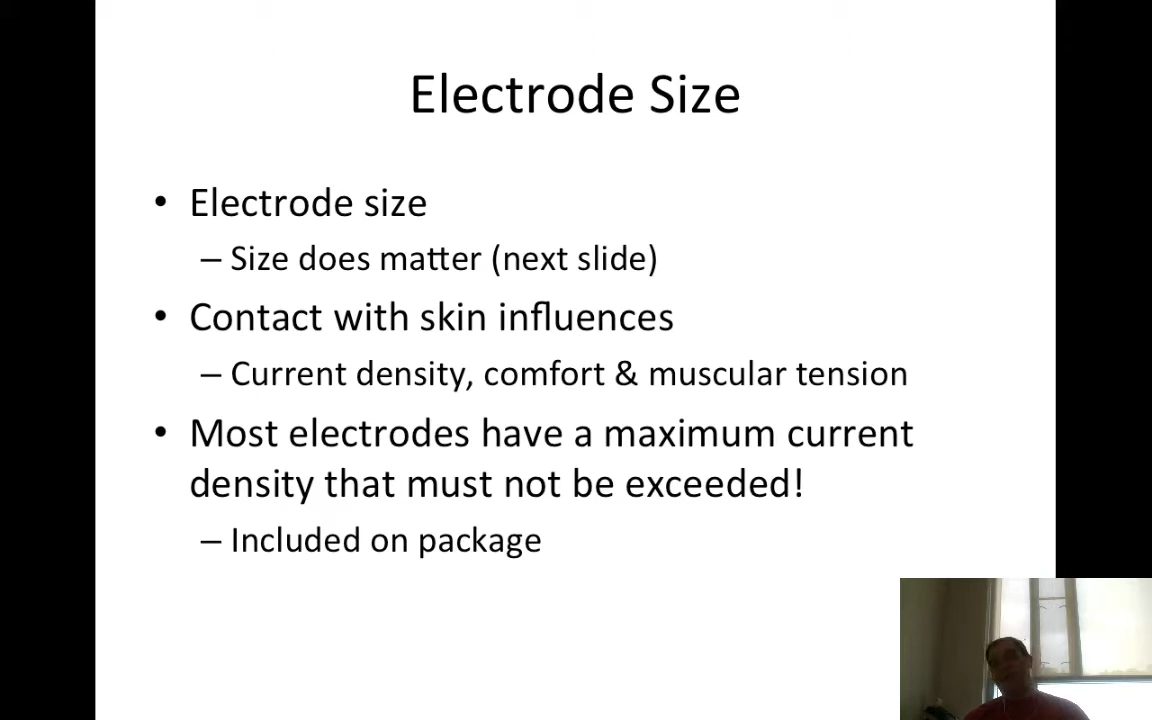 Electrode Size
• Electrode size
– Size does matter (next slide)
• Contact with skin influences
– Current density, comfort & muscular tension
• Most electrodes have a maximum current
density that must not be exceeded!
– Included on package